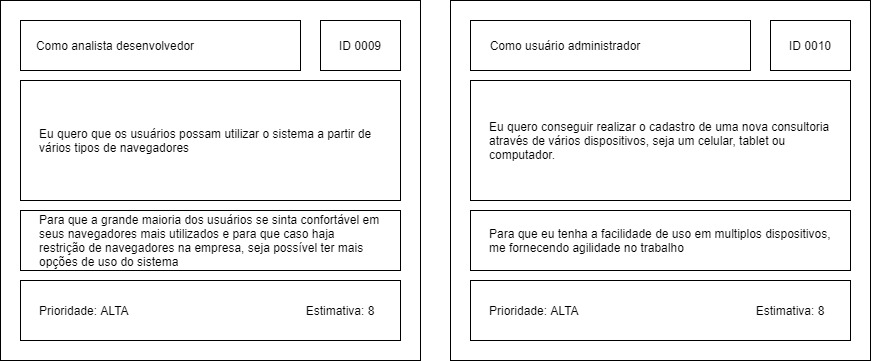 Como analista desenvolvedor
ID 0009
Eu quero que os usuários possam utilizar o sistema a partir de
vários tipos de navegadores
Para que a grande maioria dos usuários se sinta confortável em
seus navegadores mais utilizados e para que caso haja
restrição de navegadores na empresa, seja possível ter mais
opções de uso do sistema
Prioridade: ALTA
Estimativa: 8
Como usuário administrador
ID 0010
Eu quero conseguir realizar o cadastro de uma nova consultoria
através de vários dispositivos, seja um celular, tablet ou
computador.
Para que eu tenha a facilidade de uso em multiplos dispositivos,
me fornecendo agilidade no trabalho
Prioridade: ALTA
Estimativa: 8